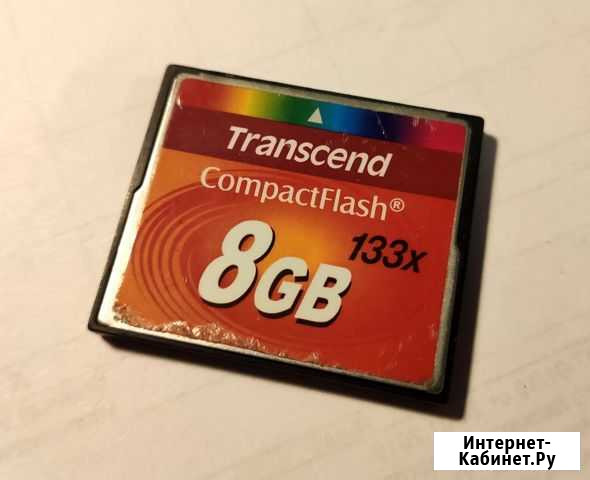 Transcend
CompactFlash®
133x
8GB
Интернет-
Кабинет.Ру